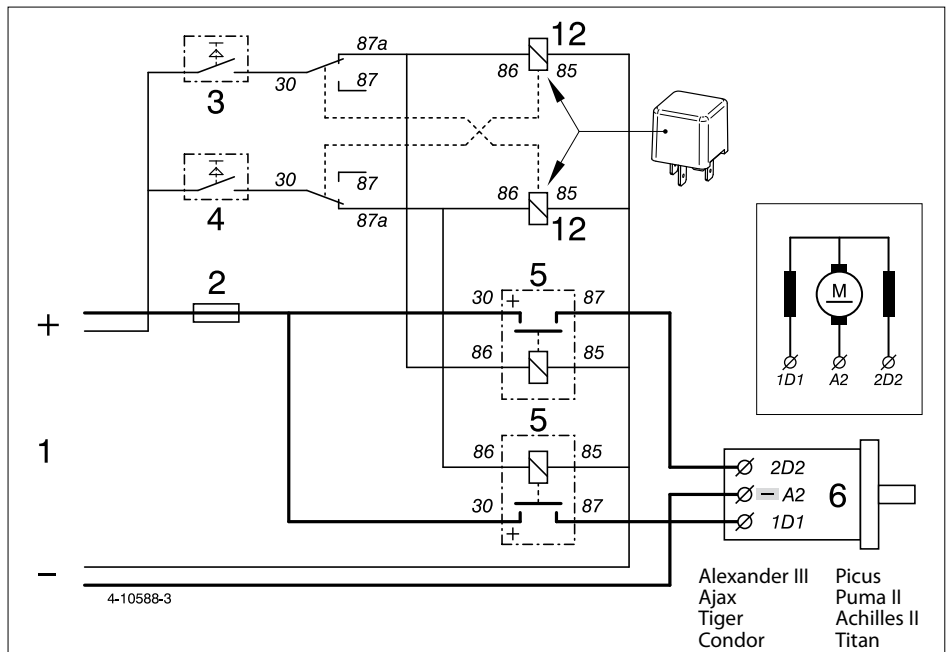 87a 12
86 85
30 87
3
30 87 86 85
4 87a 12
2 5
30 + 87
+
M
86 85
1D1 A2 2D2
5
1
86 85
2D2
30 87 − A2 6
+ 1D1
−
4-10588-3
Alexander III Picus
Ajax Puma II
Tiger Achilles II
Condor Titan